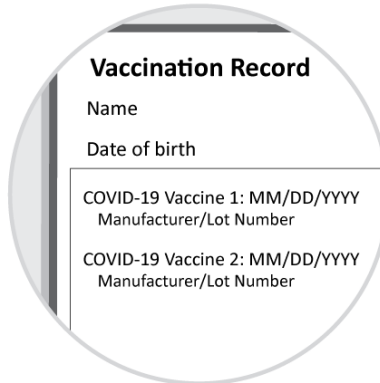 Vaccination Record
Name
Date of birth
COVID-19 Vaccine 1: MM/DD/YYYY
Manufacturer/Lot Number
COVID-19 Vaccine 2: MM/DD/YYYY
Manufacturer/Lot Number